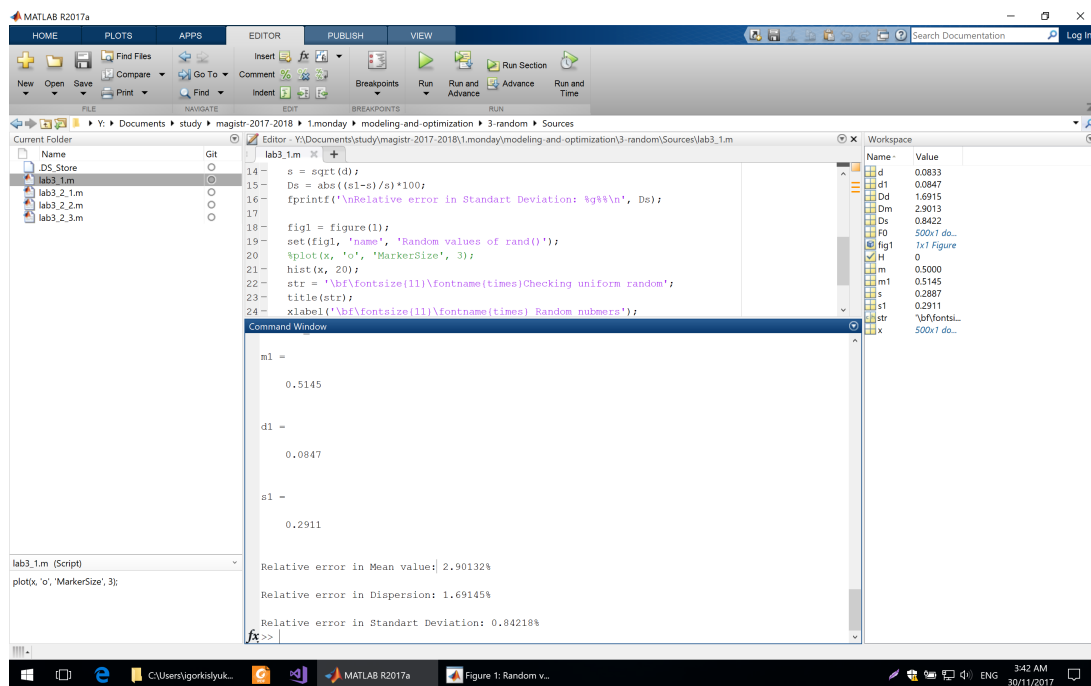 MATLAB R2017a
HOME PLOTS APPS EDITOR PUBLISH VIEW
Search Documentation
Log In
New Open Save Find Files Compare Print
FILE
Go To Find
NAVIGATE
Insert fx
Comment
Indent
EDIT
Breakpoints
BREAKPOINTS
Run Run and Advance Run Section Advance Run and Time
RUN
Y: Documents study magistr-2017-2018 1.monday modeling-and-optimization 3-random Sources
Current Folder
Name Git
.DS_Store
lab3_1.m
lab3_2_1.m
lab3_2_2.m
lab3_2_3.m
lab3_1.m (Script)
plot(x, 'o', 'MarkerSize', 3);
Editor - Y:\Documents\study\magistr-2017-2018\1.monday\modeling-and-optimization\3-random\Sources\lab3_1.m
lab3_1.m
14 - s = sqrt(d);
15 - Ds = abs((s1-s)/s)*100;
16 - fprintf('\nRelative error in Standart Deviation: %g%%\n', Ds);
17
18 - fig1 = figure(1);
19 - set(fig1, 'name', 'Random values of rand()');
20 %plot(x, 'o', 'MarkerSize', 3);
21 - hist(x, 20);
22 - str = '\bf\fontsize{11}\fontname{times}Checking uniform random';
23 - title(str);
24 - xlabel('\bf\fontsize{11}\fontname{times} Random nubmers');
Command Window
m1 =
0.5145
d1 =
0.0847
s1 =
0.2911
Relative error in Mean value: 2.90132%
Relative error in Dispersion: 1.69145%
Relative error in Standart Deviation: 0.84218%
fx >>
Workspace
Name Value
d 0.0833
d1 0.0847
Dd 1.6915
Dm 2.9013
Ds 0.8422
F0 500x1 do...
fig1 1x1 Figure
H 0
m 0.5000
m1 0.5145
s 0.2887
s1 0.2911
str '\bf\fontsi...
x 500x1 do...
C:\Users\igorkislyuk...
MATLAB R2017a
Figure 1: Random v...
ENG
3:42 AM
30/11/2017